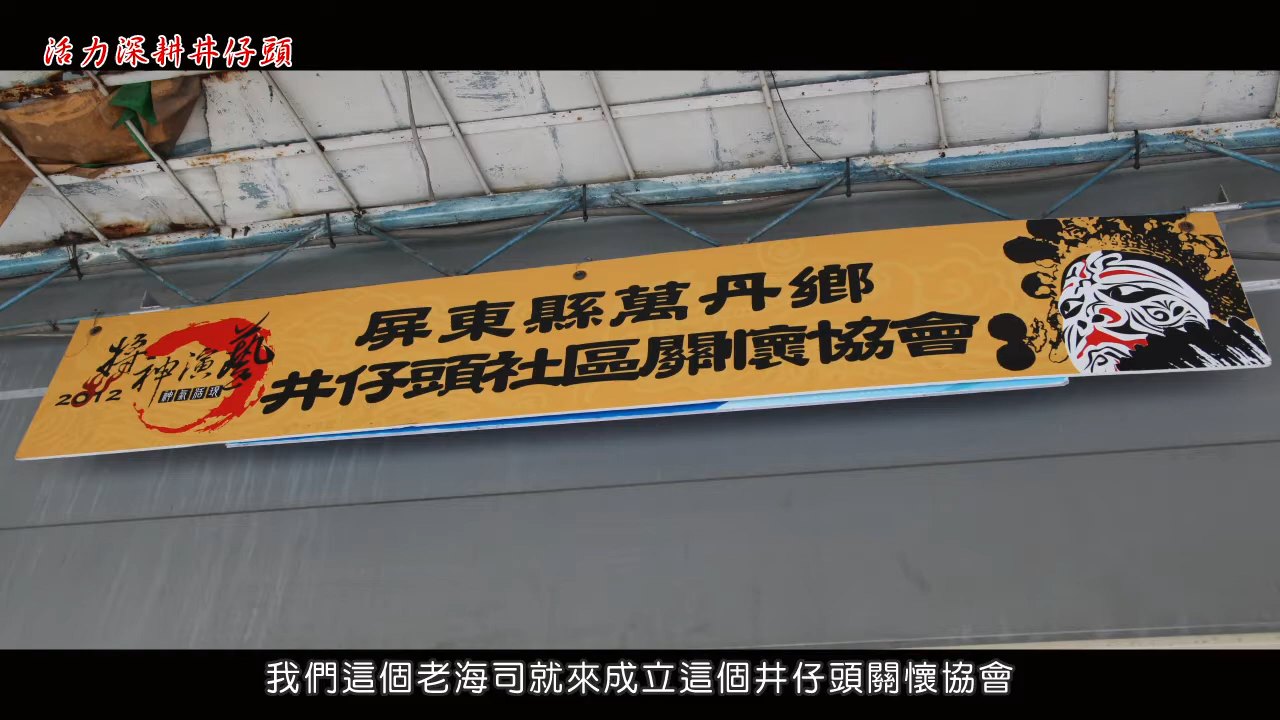 活力深耕井仔頭
屏東縣萬丹鄉
井仔頭社區關懷協會
神演藝
2012
我們這個老海司就來成立這個井仔頭關懷協會